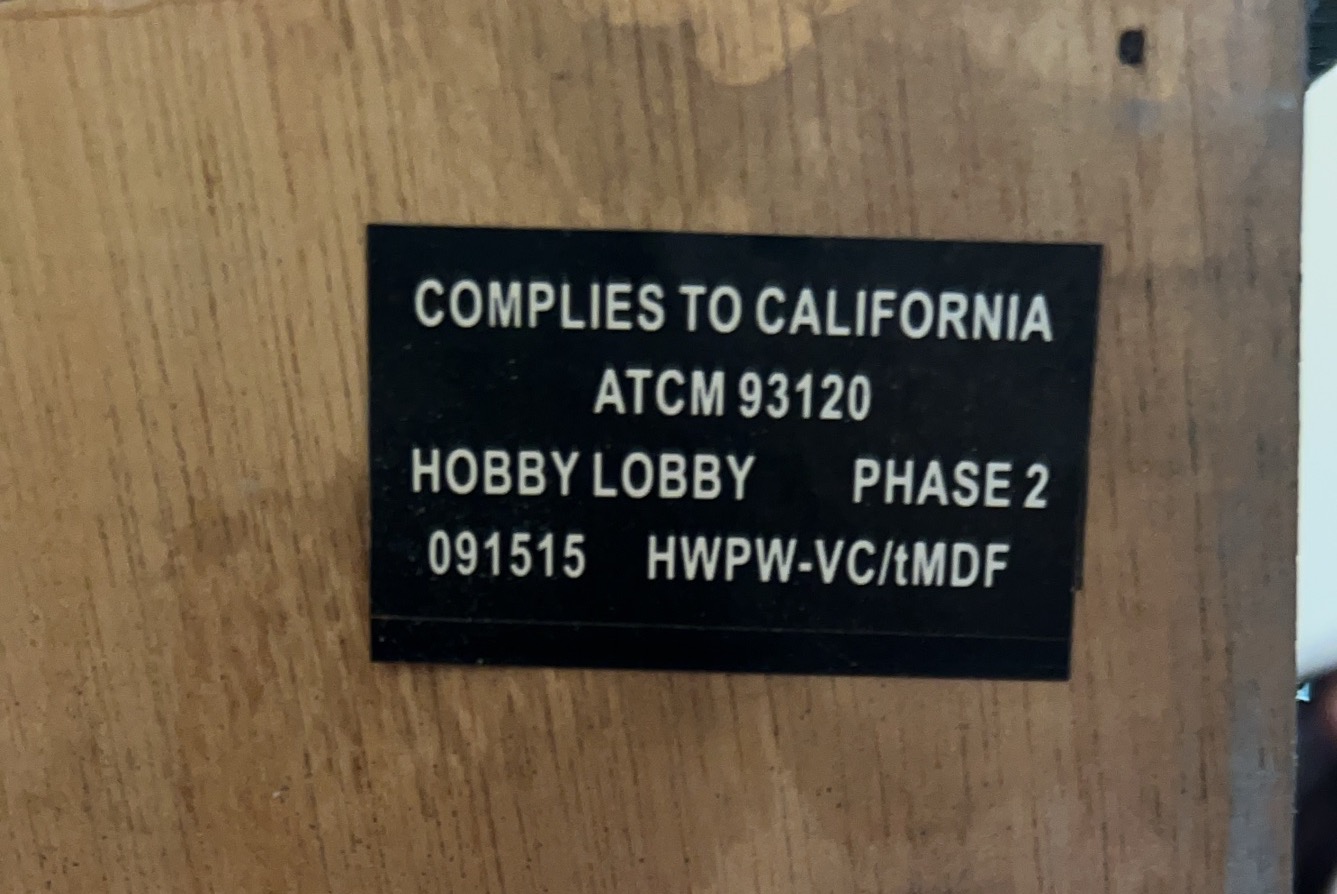 COMPLIES TO CALIFORNIA
ATCM 93120
HOBBY LOBBY PHASE 2
091515 HWPW-VC/tMDF